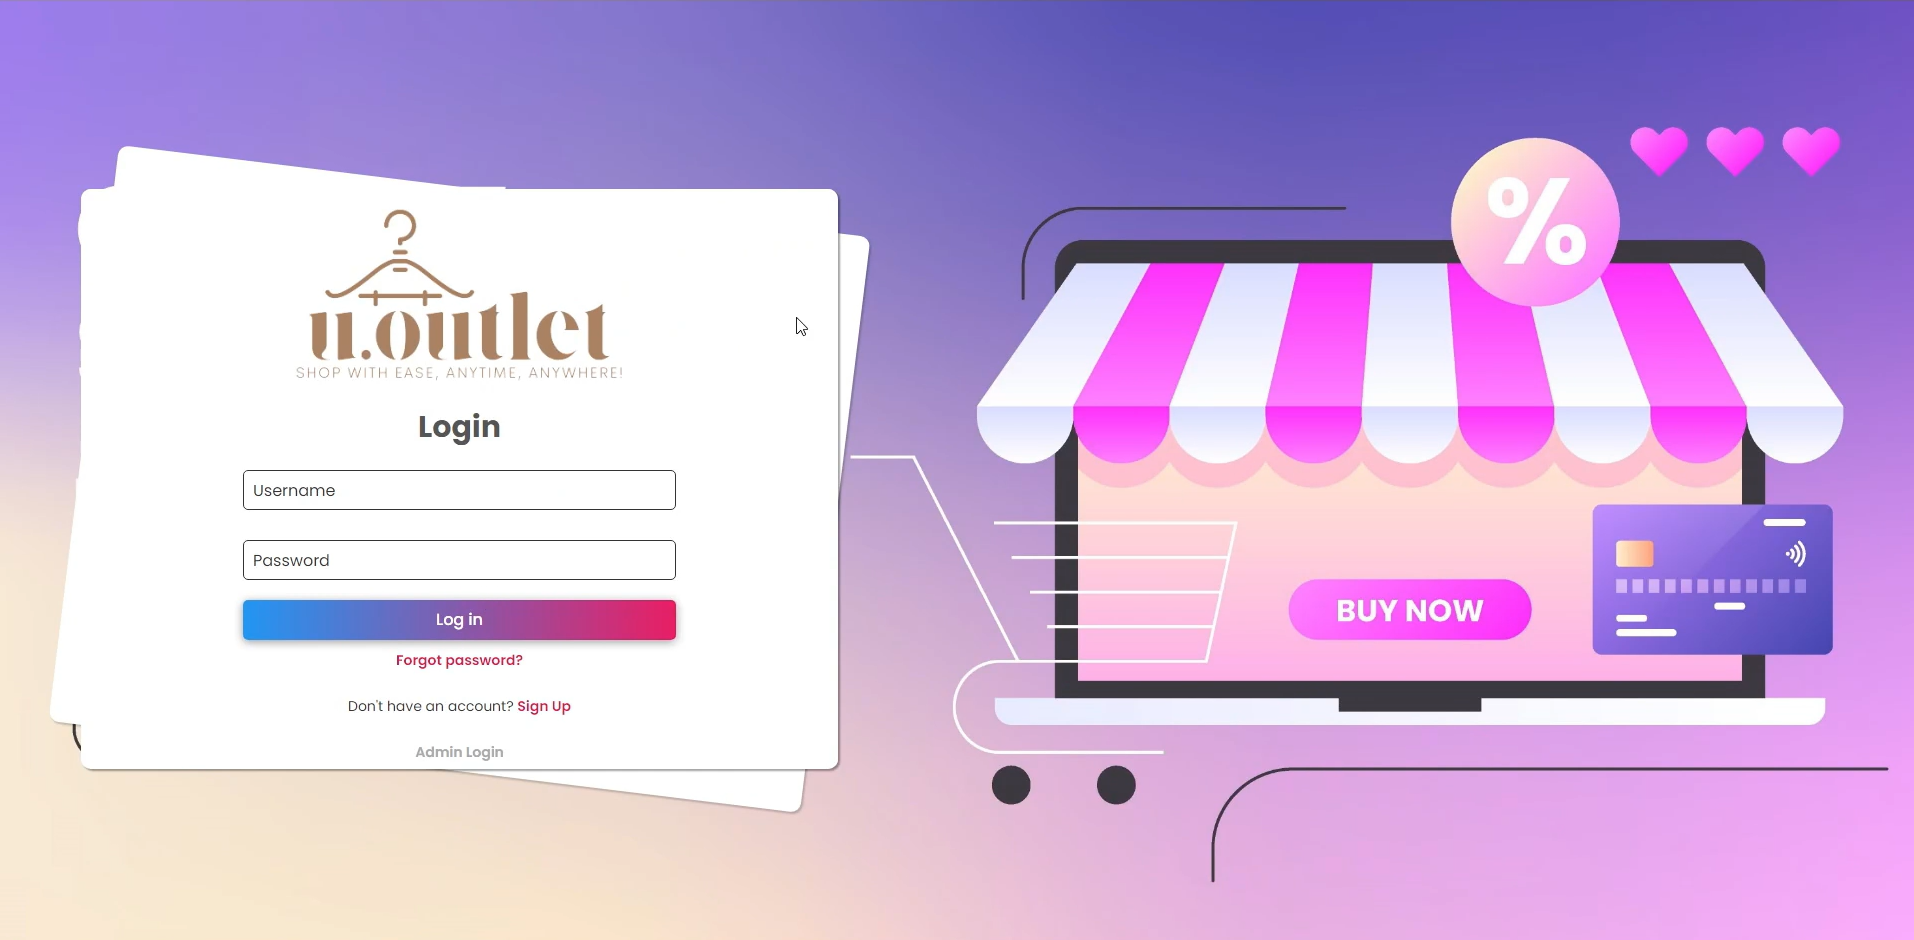 u.outlet
SHOP WITH EASE, ANYTIME, ANYWHERE!
Login
Username
Password
Log in
Forgot password?
Don't have an account? Sign Up
Admin Login
%
BUY NOW